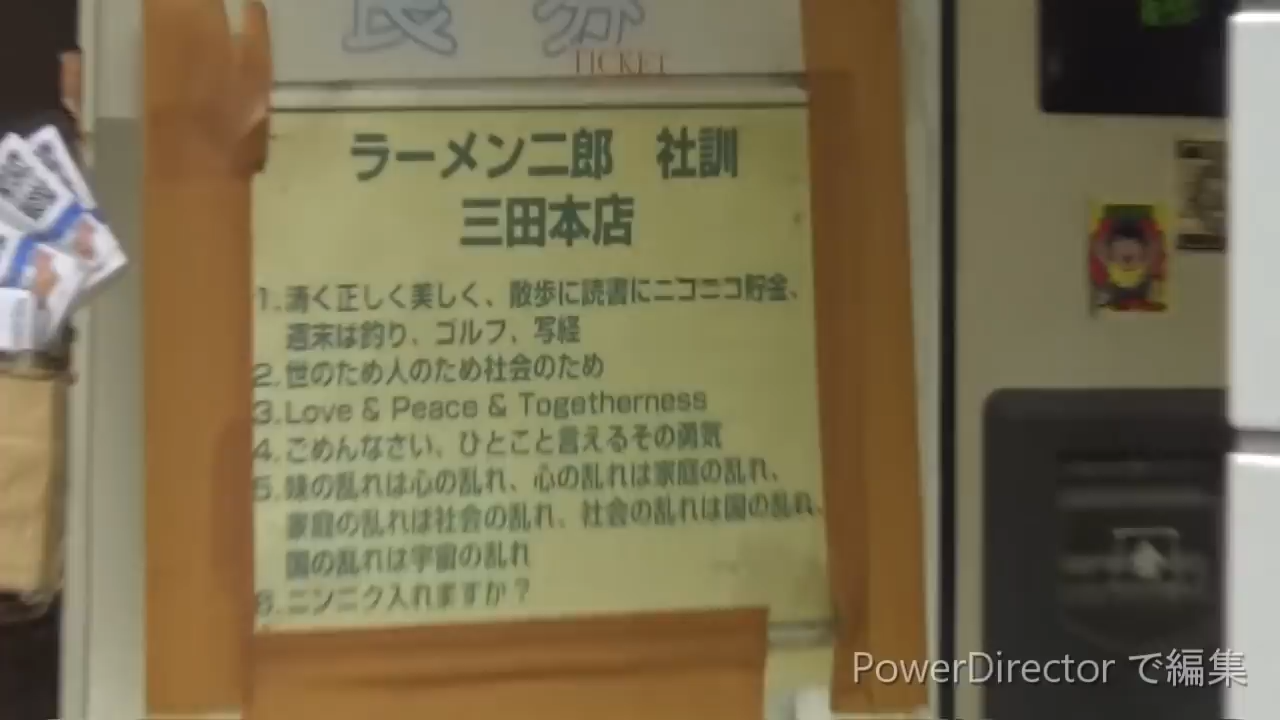 食券
TICKET
ラーメン二郎 社訓
三田本店
1.清く正しく美しく、散歩に読書にニコニコ貯金、
週末は釣り、ゴルフ、写経
2.世のため人のため社会のため
3.Love & Peace & Togetherness
4.ごめんなさい、ひとこと言えるその勇気
5.味の乱れは心の乱れ、心の乱れは家庭の乱れ、
家庭の乱れは社会の乱れ、社会の乱れは国の乱れ、
国の乱れは宇宙の乱れ
6.ニンニク入れますか？
PowerDirector で編集